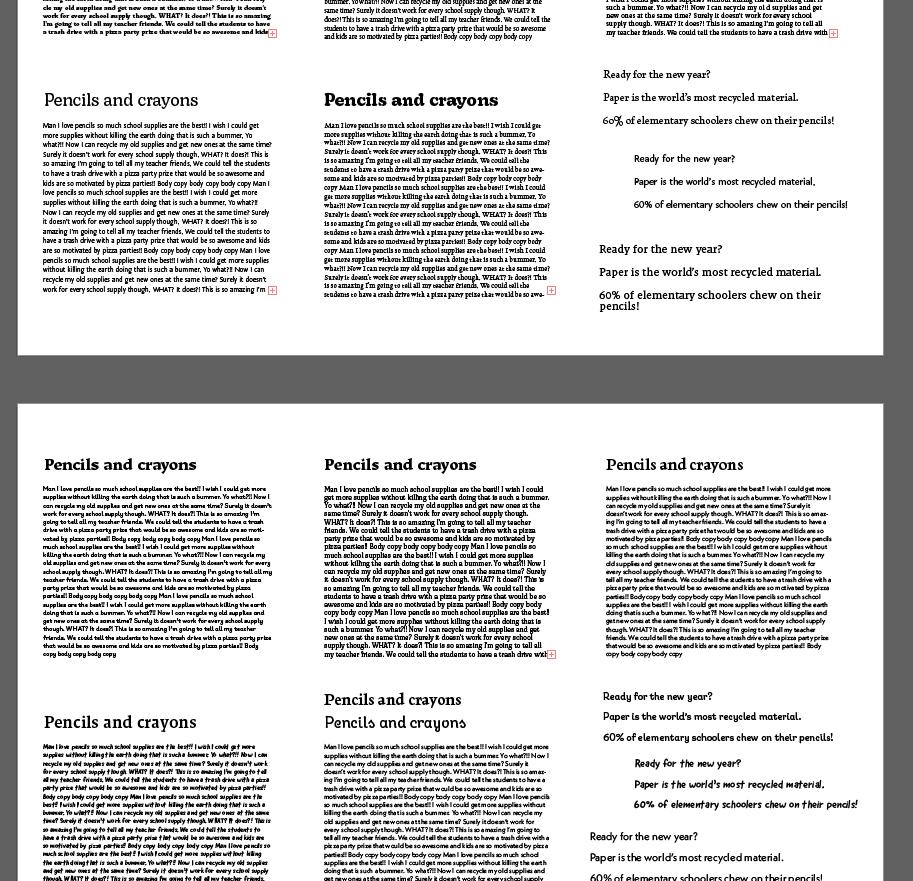 work for every school supply though. WHAT? It does?! This is so amazing
I'm going to tell all my teacher friends. We could tell the students to have
a trash drive with a pizza party prize that would be so awesome and kids
supplies without killing the earth doing that is such a
bummer. Yo what?!! Now I can recycle my old supplies and get new ones at the
same time? Surely it doesn't work for every school supply though. WHAT? It
does?! This is so amazing I'm going to tell all my teacher friends. We could tell the
students to have a trash drive with a pizza party prize that would be so awesome
and kids are so motivated by pizza parties!! Body copy body copy body copy
such a bummer. Yo what?!! Now I can recycle my old supplies and get
new ones at the same time? Surely it doesn't work for every school
supply though. WHAT? It does?! This is so amazing I'm going to tell all
my teacher friends. We could tell the students to have a trash drive with
Pencils and crayons
Man I love pencils so much school supplies are the best!! I wish I could get
more supplies without killing the earth doing that is such a bummer. Yo
what?!! Now I can recycle my old supplies and get new ones at the same time?
Surely it doesn't work for every school supply though. WHAT? It does?! This is
so amazing I'm going to tell all my teacher friends. We could tell the students
to have a trash drive with a pizza party prize that would be so awesome and
kids are so motivated by pizza parties!! Body copy body copy body copy Man I
love pencils so much school supplies are the best!! I wish I could get more
supplies without killing the earth doing that is such a bummer. Yo what?!!
Now I can recycle my old supplies and get new ones at the same time? Surely
it doesn't work for every school supply though. WHAT? It does?! This is so
amazing I'm going to tell all my teacher friends. We could tell the students to
have a trash drive with a pizza party prize that would be so awesome and kids
are so motivated by pizza parties!! Body copy body copy body copy Man I love
pencils so much school supplies are the best!! I wish I could get more supplies
without killing the earth doing that is such a bummer. Yo what?!! Now I can
recycle my old supplies and get new ones at the same time? Surely it doesn't
work for every school supply though. WHAT? It does?! This is so amazing I'm
Pencils and crayons
Man I love pencils so much school supplies are the best!! I wish I could get
more supplies without killing the earth doing that is such a bummer. Yo
what?!! Now I can recycle my old supplies and get new ones at the same time?
Surely it doesn't work for every school supply though. WHAT? It does?! This
is so amazing I'm going to tell all my teacher friends. We could tell the
students to have a trash drive with a pizza party prize that would be so awe-
some and kids are so motivated by pizza parties!! Body copy body copy body
copy Man I love pencils so much school supplies are the best!! I wish I could
get more supplies without killing the earth doing that is such a bummer. Yo
what?!! Now I can recycle my old supplies and get new ones at the same time?
Surely it doesn't work for every school supply though. WHAT? It does?! This
is so amazing I'm going to tell all my teacher friends. We could tell the
students to have a trash drive with a pizza party prize that would be so awe-
some and kids are so motivated by pizza parties!! Body copy body copy body
copy Man I love pencils so much school supplies are the best!! I wish I could
get more supplies without killing the earth doing that is such a bummer. Yo
what?!! Now I can recycle my old supplies and get new ones at the same time?
Surely it doesn't work for every school supply though. WHAT? It does?! This
is so amazing I'm going to tell all my teacher friends. We could tell the
students to have a trash drive with a pizza party prize that would be so awe-
Ready for the new year?
Paper is the world's most recycled material.
60% of elementary schoolers chew on their pencils!
Ready for the new year?
Paper is the world's most recycled material.
60% of elementary schoolers chew on their pencils!
Ready for the new year?
Paper is the world's most recycled material.
60% of elementary schoolers chew on their
pencils!
Pencils and crayons
Man I love pencils so much school supplies are the best!! I wish I could get more
supplies without killing the earth doing that is such a bummer. Yo what?!! Now I
can recycle my old supplies and get new ones at the same time? Surely it doesn't
work for every school supply though. WHAT? It does?! This is so amazing I'm
going to tell all my teacher friends. We could tell the students to have a trash
drive with a pizza party prize that would be so awesome and kids are so moti-
vated by pizza parties!! Body copy body copy body copy Man I love pencils so
much school supplies are the best!! I wish I could get more supplies without
killing the earth doing that is such a bummer. Yo what?!! Now I can recycle my
old supplies and get new ones at the same time? Surely it doesn't work for every
school supply though. WHAT? It does?! This is so amazing I'm going to tell all my
teacher friends. We could tell the students to have a trash drive with a pizza
party prize that would be so awesome and kids are so motivated by pizza
parties!! Body copy body copy body copy Man I love pencils so much school
supplies are the best!! I wish I could get more supplies without killing the earth
doing that is such a bummer. Yo what?!! Now I can recycle my old supplies and
get new ones at the same time? Surely it doesn't work for every school supply
though. WHAT? It does?! This is so amazing I'm going to tell all my teacher
friends. We could tell the students to have a trash drive with a pizza party prize
that would be so awesome and kids are so motivated by pizza parties!! Body
copy body copy body copy
Pencils and crayons
Man I love pencils so much school supplies are the best!! I wish I could
get more supplies without killing the earth doing that is such a bummer.
Yo what?!! Now I can recycle my old supplies and get new ones at the
same time? Surely it doesn't work for every school supply though.
WHAT? It does?! This is so amazing I'm going to tell all my teacher
friends. We could tell the students to have a trash drive with a pizza
party prize that would be so awesome and kids are so motivated by
pizza parties!! Body copy body copy body copy Man I love pencils so
much school supplies are the best!! I wish I could get more supplies
without killing the earth doing that is such a bummer. Yo what?!! Now I
can recycle my old supplies and get new ones at the same time? Surely
it doesn't work for every school supply though. WHAT? It does?! This is
so amazing I'm going to tell all my teacher friends. We could tell the
students to have a trash drive with a pizza party prize that would be so
awesome and kids are so motivated by pizza parties!! Body copy body
copy body copy Man I love pencils so much school supplies are the best!!
I wish I could get more supplies without killing the earth doing that is
such a bummer. Yo what?!! Now I can recycle my old supplies and get
new ones at the same time? Surely it doesn't work for every school
supply though. WHAT? It does?! This is so amazing I'm going to tell all
my teacher friends. We could tell the students to have a trash drive with
Pencils and crayons
Man I love pencils so much school supplies are the best!! I wish I could get more
supplies without killing the earth doing that is such a bummer. Yo what?!! Now I
can recycle my old supplies and get new ones at the same time? Surely it
doesn't work for every school supply though. WHAT? It does?! This is so amaz-
ing I'm going to tell all my teacher friends. We could tell the students to have a
trash drive with a pizza party prize that would be so awesome and kids are so
motivated by pizza parties!! Body copy body copy body copy Man I love pencils
so much school supplies are the best!! I wish I could get more supplies without
killing the earth doing that is such a bummer. Yo what?!! Now I can recycle my
old supplies and get new ones at the same time? Surely it doesn't work for
every school supply though. WHAT? It does?! This is so amazing I'm going to
tell all my teacher friends. We could tell the students to have a trash drive with a
pizza party prize that would be so awesome and kids are so motivated by pizza
parties!! Body copy body copy body copy Man I love pencils so much school
supplies are the best!! I wish I could get more supplies without killing the earth
doing that is such a bummer. Yo what?!! Now I can recycle my old supplies and
get new ones at the same time? Surely it doesn't work for every school supply
though. WHAT? It does?! This is so amazing I'm going to tell all my teacher
friends. We could tell the students to have a trash drive with a pizza party prize
that would be so awesome and kids are so motivated by pizza parties!! Body
copy body copy body copy
Pencils and crayons
Man I love pencils so much school supplies are the best!! I wish I could get more
supplies without killing the earth doing that is such a bummer. Yo what?!! Now I can
recycle my old supplies and get new ones at the same time? Surely it doesn't work
for every school supply though. WHAT? It does?! This is so amazing I'm going to tell
all my teacher friends. We could tell the students to have a trash drive with a pizza
party prize that would be so awesome and kids are so motivated by pizza parties!!
Body copy body copy body copy Man I love pencils so much school supplies are the
best!! I wish I could get more supplies without killing the earth doing that is such a
bummer. Yo what?!! Now I can recycle my old supplies and get new ones at the same
time? Surely it doesn't work for every school supply though. WHAT? It does?! This is
so amazing I'm going to tell all my teacher friends. We could tell the students to
have a trash drive with a pizza party prize that would be so awesome and kids are
so motivated by pizza parties!! Body copy body copy body copy Man I love pencils so
much school supplies are the best!! I wish I could get more supplies without killing
the earth doing that is such a bummer. Yo what?!! Now I can recycle my old supplies
and get new ones at the same time? Surely it doesn't work for every school supply
though. WHAT? It does?! This is so amazing I'm going to tell all my teacher friends.
Pencils and crayons
Pencils and crayons
Man I love pencils so much school supplies are the best!! I wish I could get more
supplies without killing the earth doing that is such a bummer. Yo what?!! Now I
can recycle my old supplies and get new ones at the same time? Surely it
doesn't work for every school supply though. WHAT? It does?! This is so amaz-
ing I'm going to tell all my teacher friends. We could tell the students to have a
trash drive with a pizza party prize that would be so awesome and kids are so
motivated by pizza parties!! Body copy body copy body copy Man I love pencils
so much school supplies are the best!! I wish I could get more supplies without
killing the earth doing that is such a bummer. Yo what?!! Now I can recycle my
old supplies and get new ones at the same time? Surely it doesn't work for
every school supply though. WHAT? It does?! This is so amazing I'm going to
tell all my teacher friends. We could tell the students to have a trash drive with a
pizza party prize that would be so awesome and kids are so motivated by pizza
parties!! Body copy body copy body copy Man I love pencils so much school
supplies are the best!! I wish I could get more supplies without killing the earth
doing that is such a bummer. Yo what?!! Now I can recycle my old supplies and
get new ones at the same time? Surely it doesn't work for every school supply
Ready for the new year?
Paper is the world's most recycled material.
60% of elementary schoolers chew on their pencils!
Ready for the new year?
Paper is the world's most recycled material.
60% of elementary schoolers chew on their pencils!
Ready for the new year?
Paper is the world's most recycled material.
60% of elementary schoolers chew on their pencils!